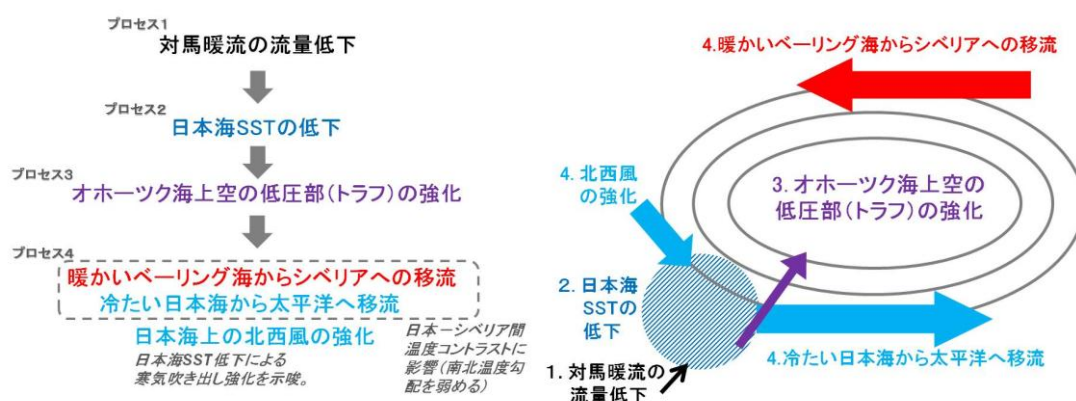 プロセス1
対馬暖流の流量低下
プロセス2
日本海SSTの低下
プロセス3
オホーツク海上空の低圧部(トラフ)の強化
プロセス4
暖かいベーリング海からシベリアへの移流
冷たい日本海から太平洋へ移流
日本海上の北西風の強化
日本海SST低下による
寒気吹き出し強化を示唆。
日本ーシベリア間
温度コントラストに
影響(南北温度勾
配を弱める)
4.暖かいベーリング海からシベリアへの移流
4. 北西風
の強化
3.オホーツク海上空の
低圧部(トラフ)の強化
2. 日本海
SSTの
低下
4.冷たい日本海から太平洋へ移流
1. 対馬暖流の
流量低下